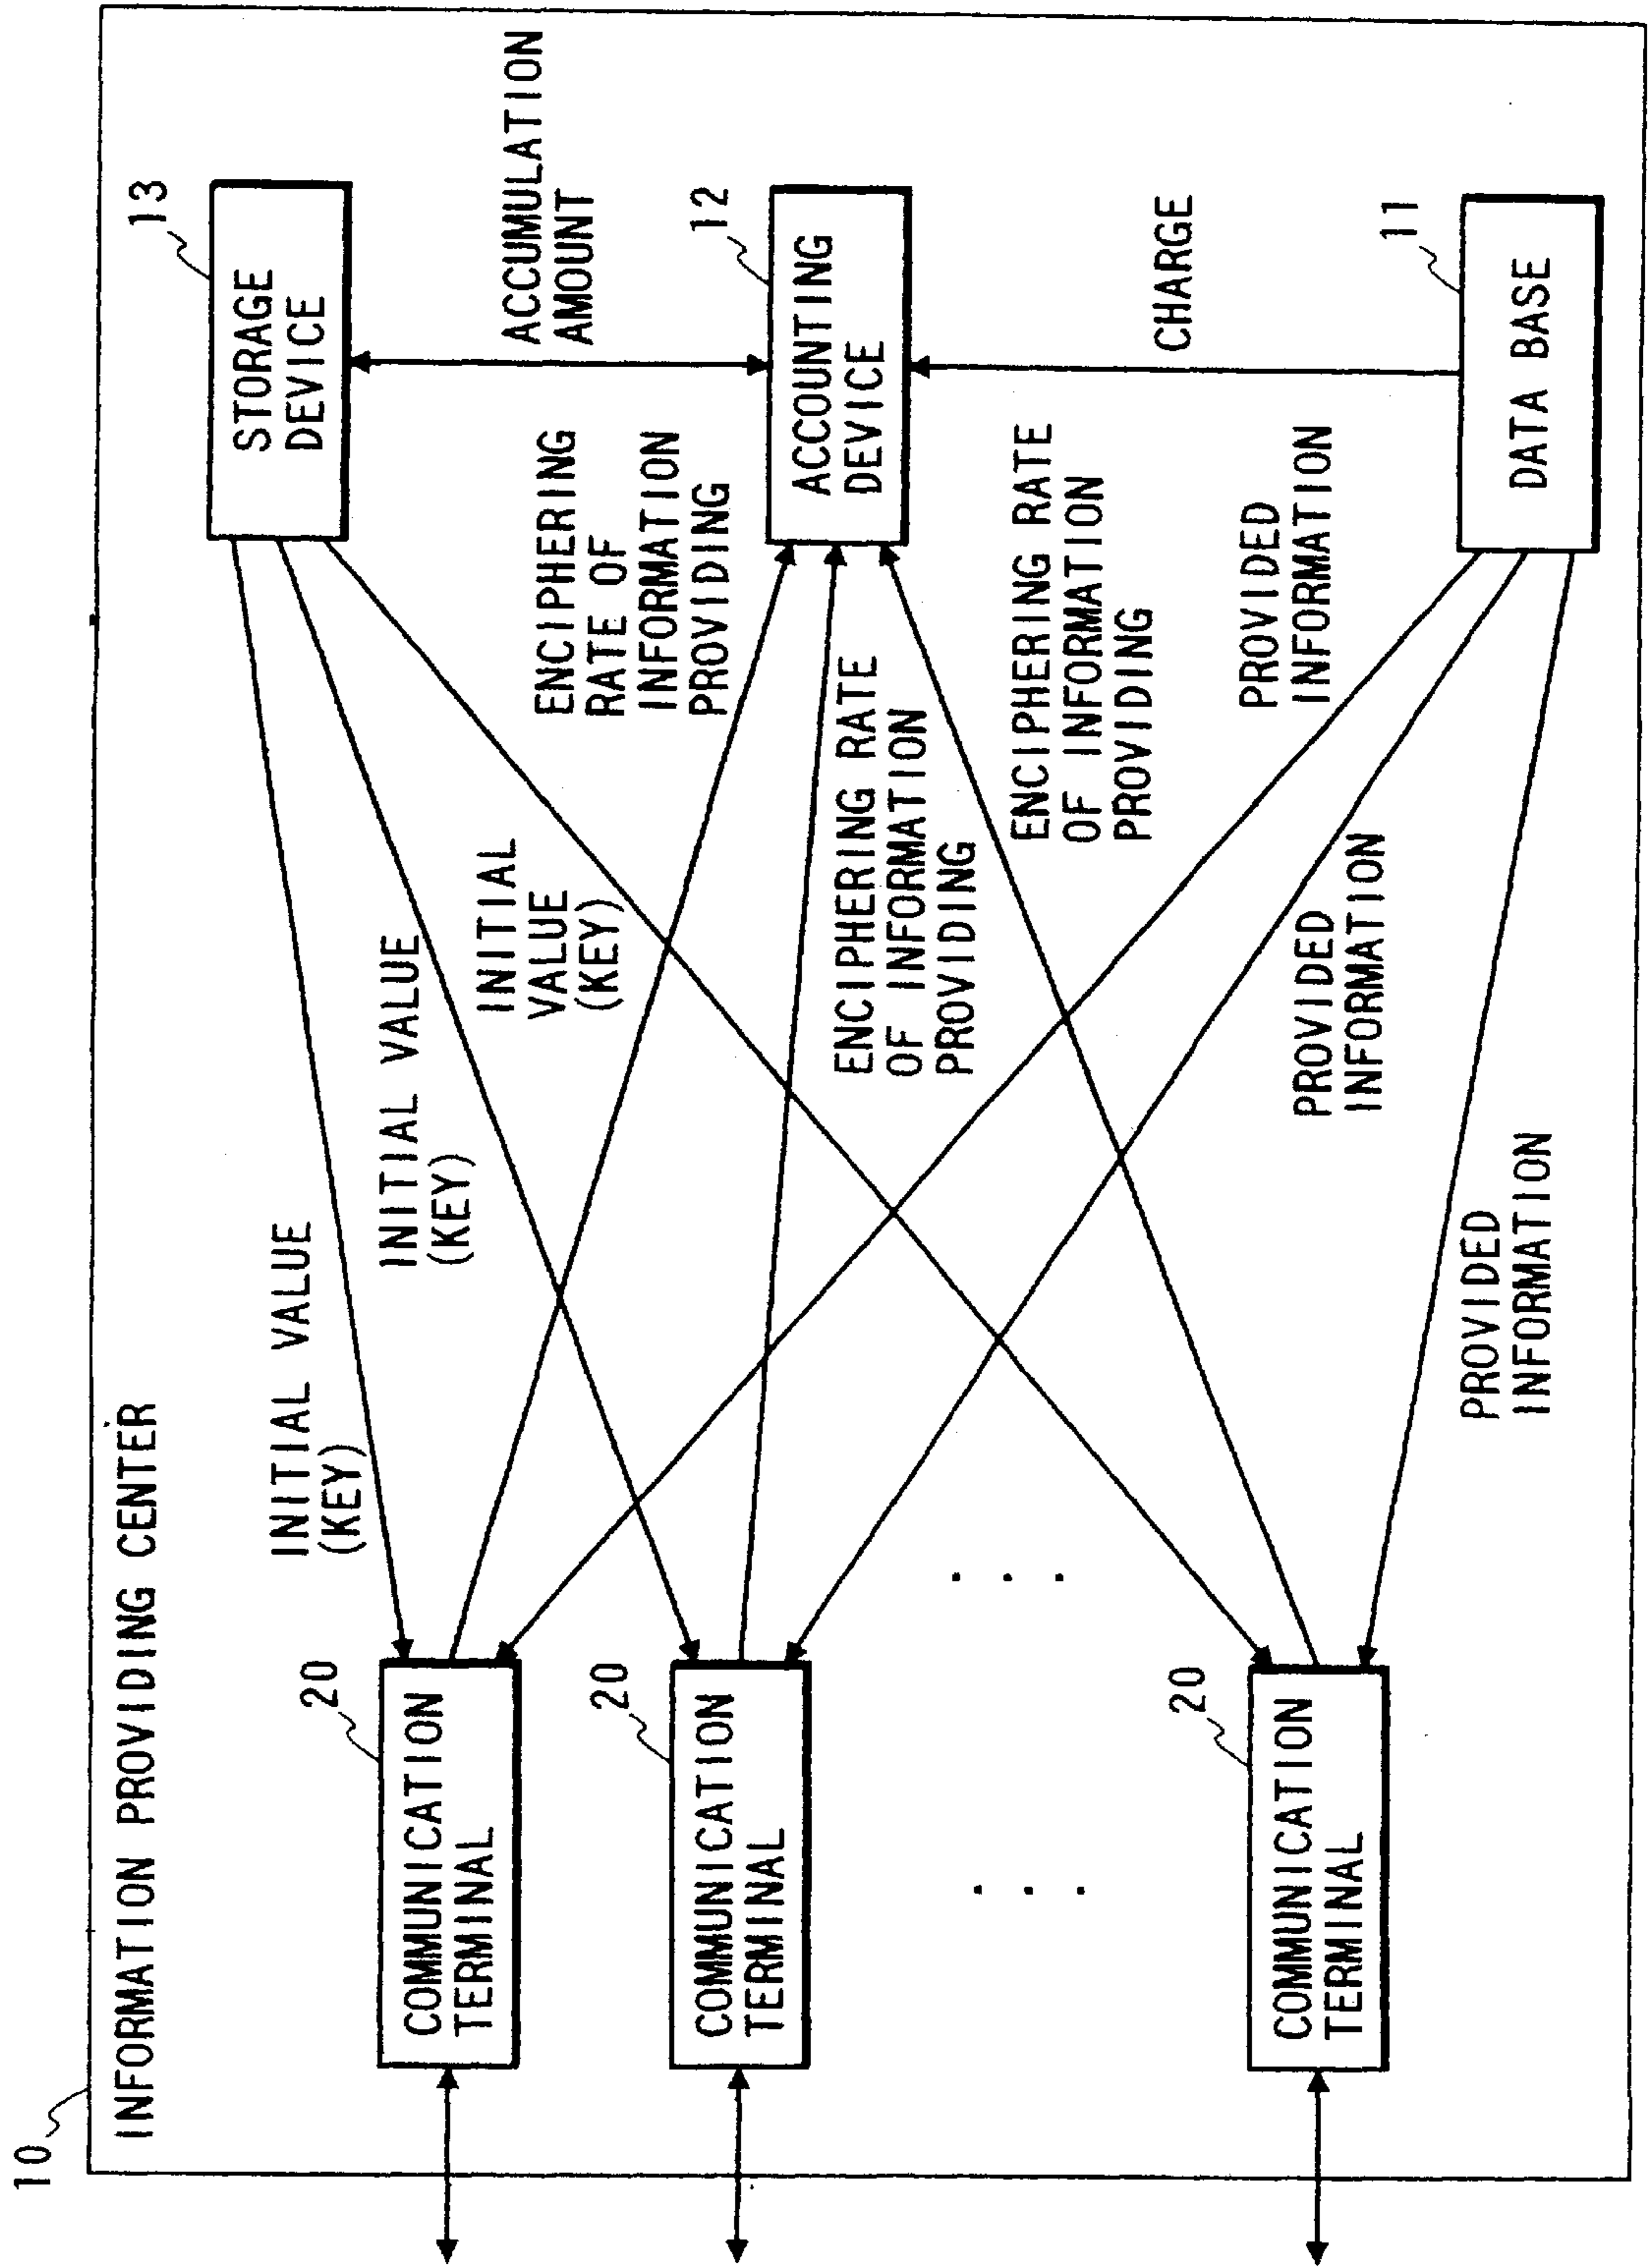 10
INFORMATION PROVIDING CENTER
13
STORAGE
DEVICE
ACCUMULATION
AMOUNT
INITIAL VALUE
(KEY)
INITIAL VALUE
(KEY)
INITIAL
VALUE
(KEY)
20
COMMUNICATION
TERMINAL
ENCIPHERING
RATE OF
INFORMATION
PROVIDING
12
ACCOUNTING
DEVICE
20
COMMUNICATION
TERMINAL
ENCIPHERING RATE
OF INFORMATION
PROVIDING
ENCIPHERING RATE
OF INFORMATION
PROVIDING
CHARGE
. . .
. . .
PROVIDED
INFORMATION
PROVIDED
INFORMATION
PROVIDED
INFORMATION
20
COMMUNICATION
TERMINAL
11
DATA BASE